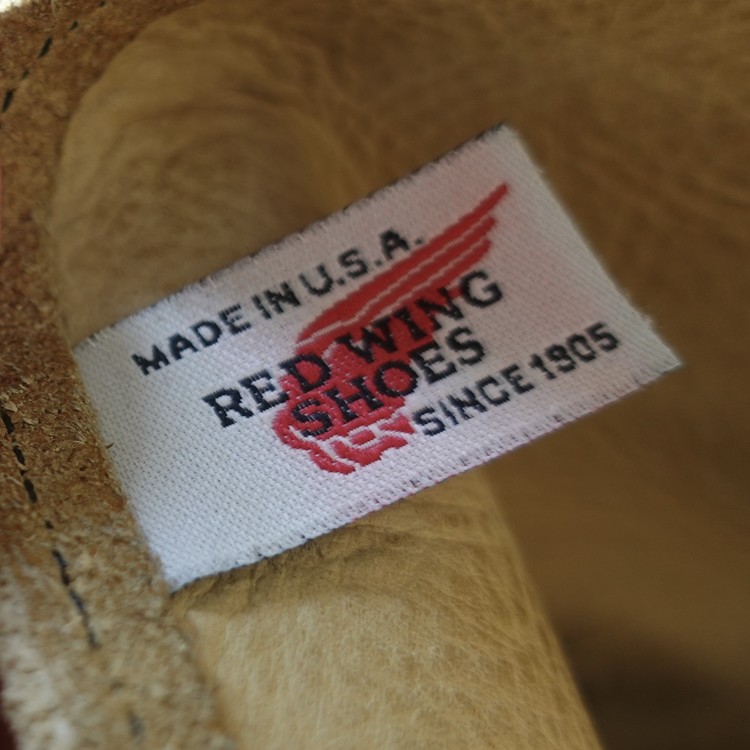 MADE IN U.S.A.
RED WING
SHOES
SINCE 1905